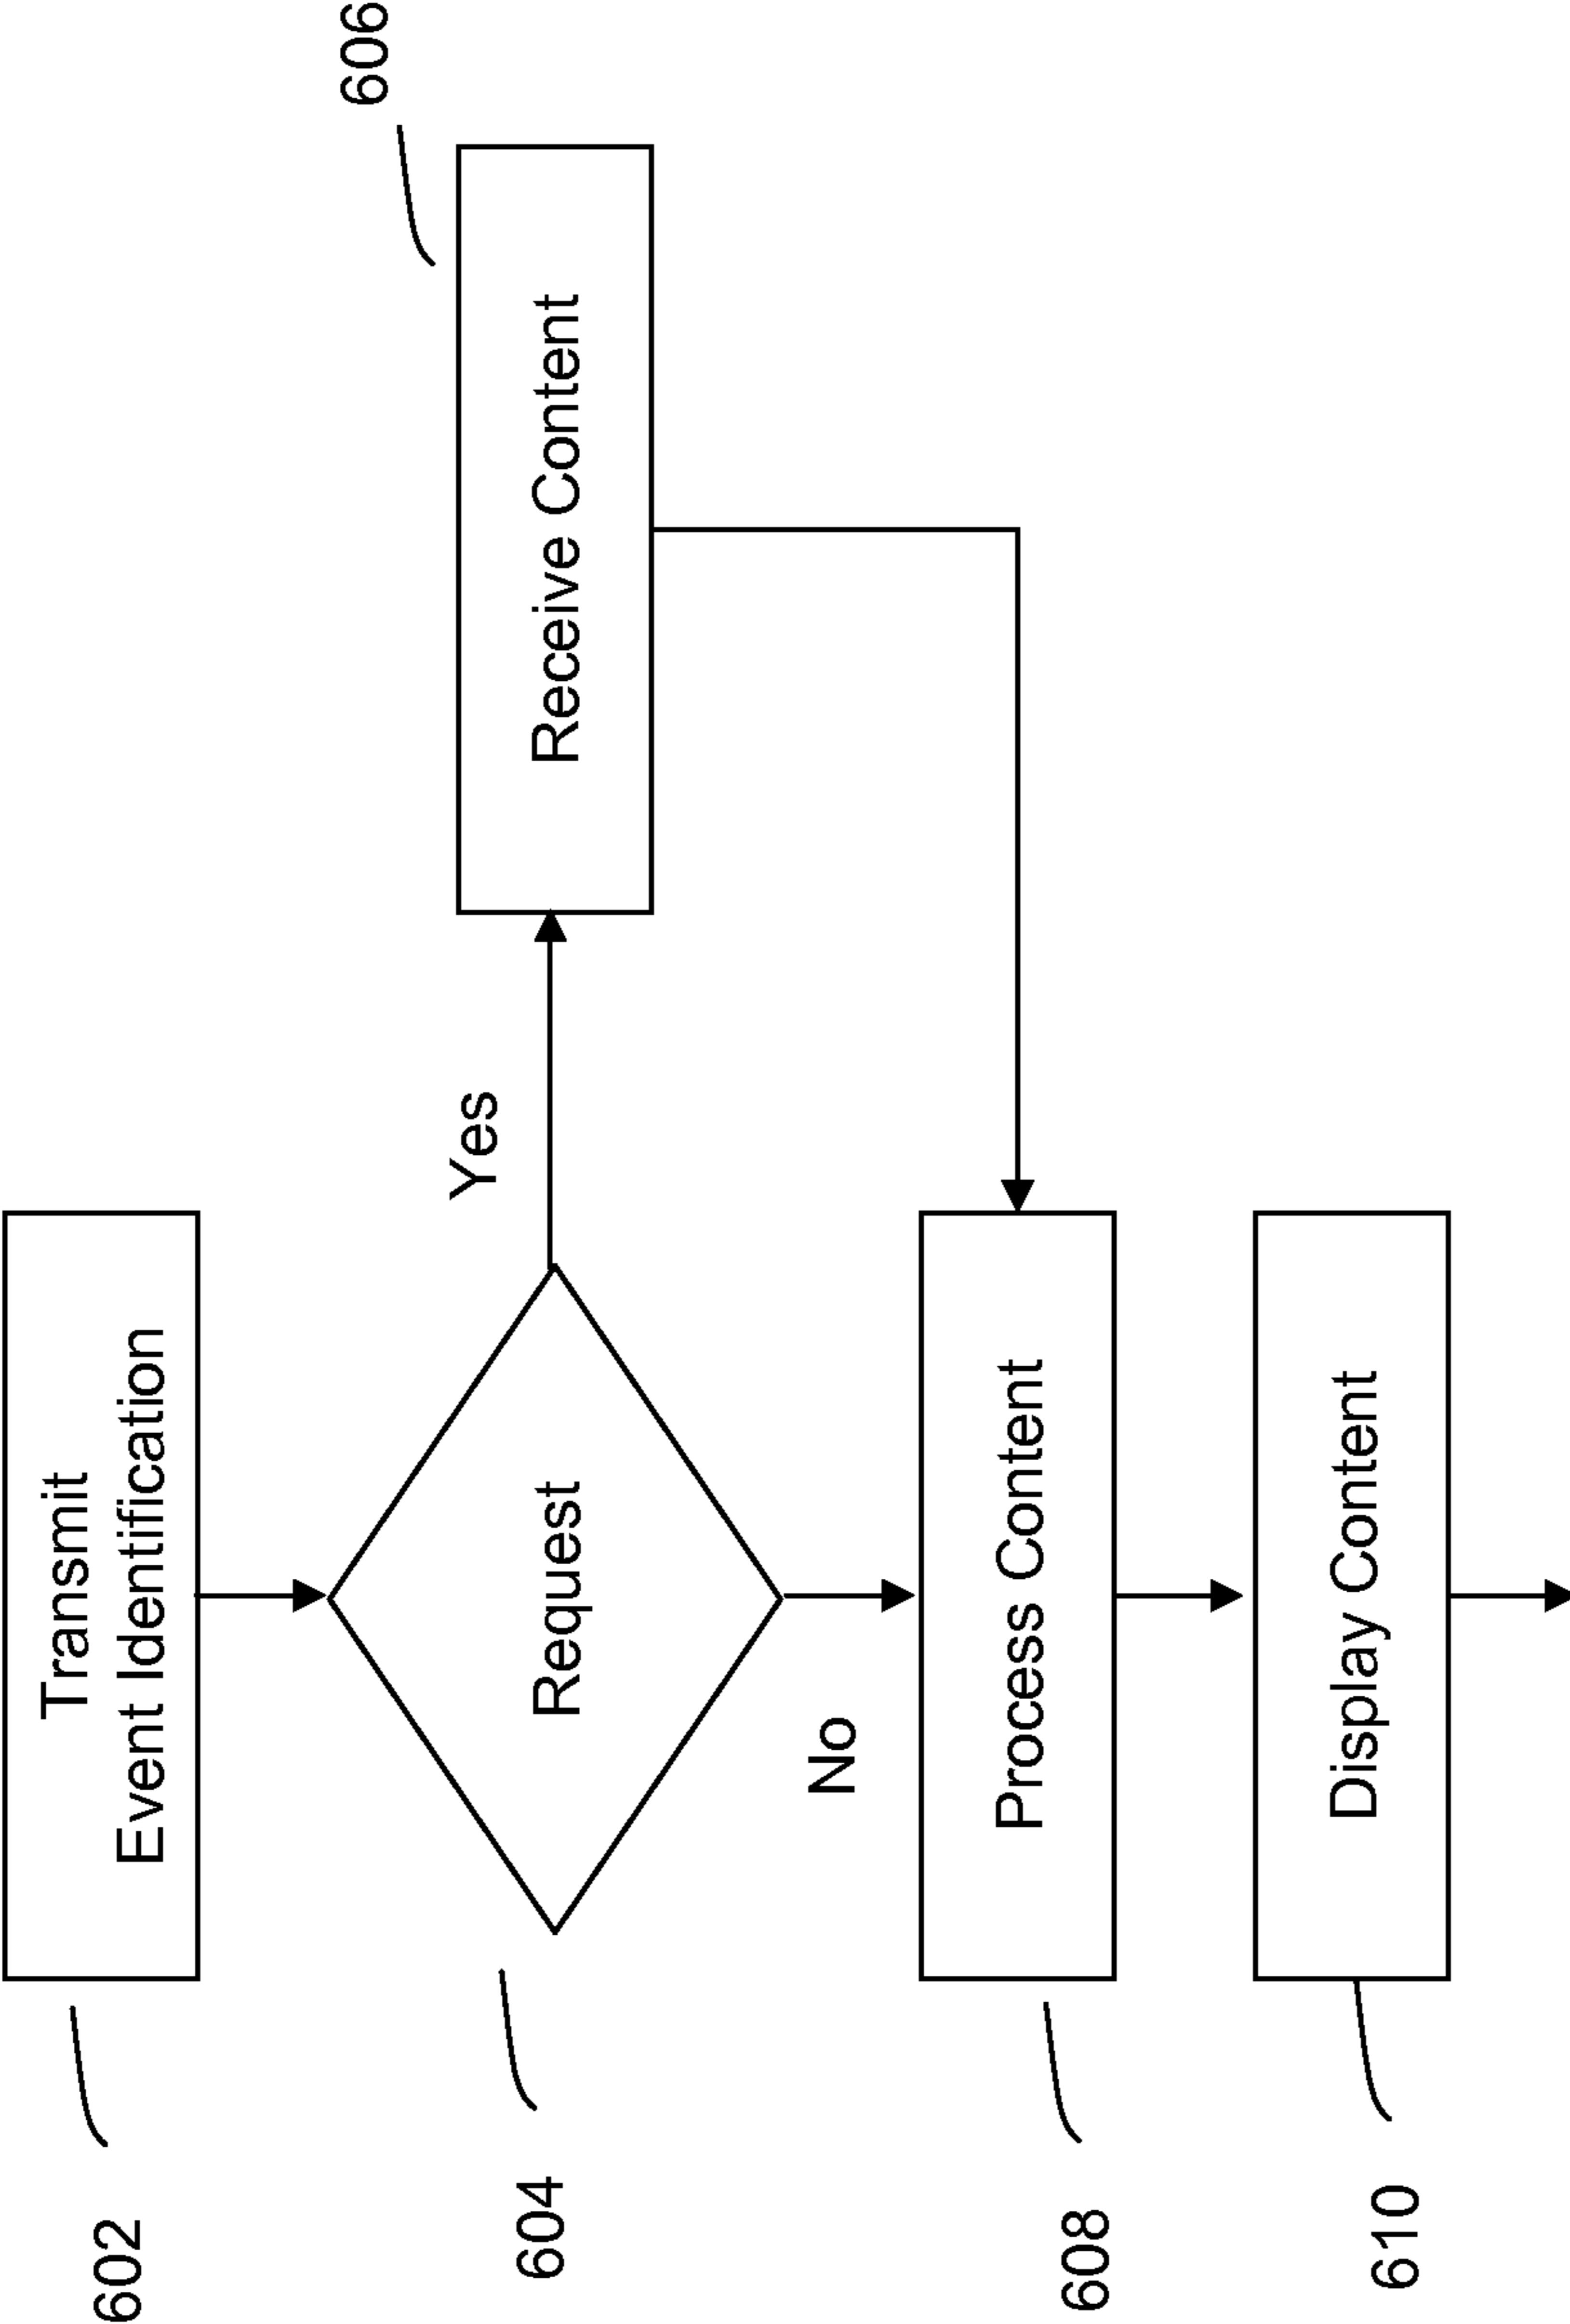 602
Transmit
Event Identification
604
Request
Yes
606
Receive Content
No
608
Process Content
610
Display Content